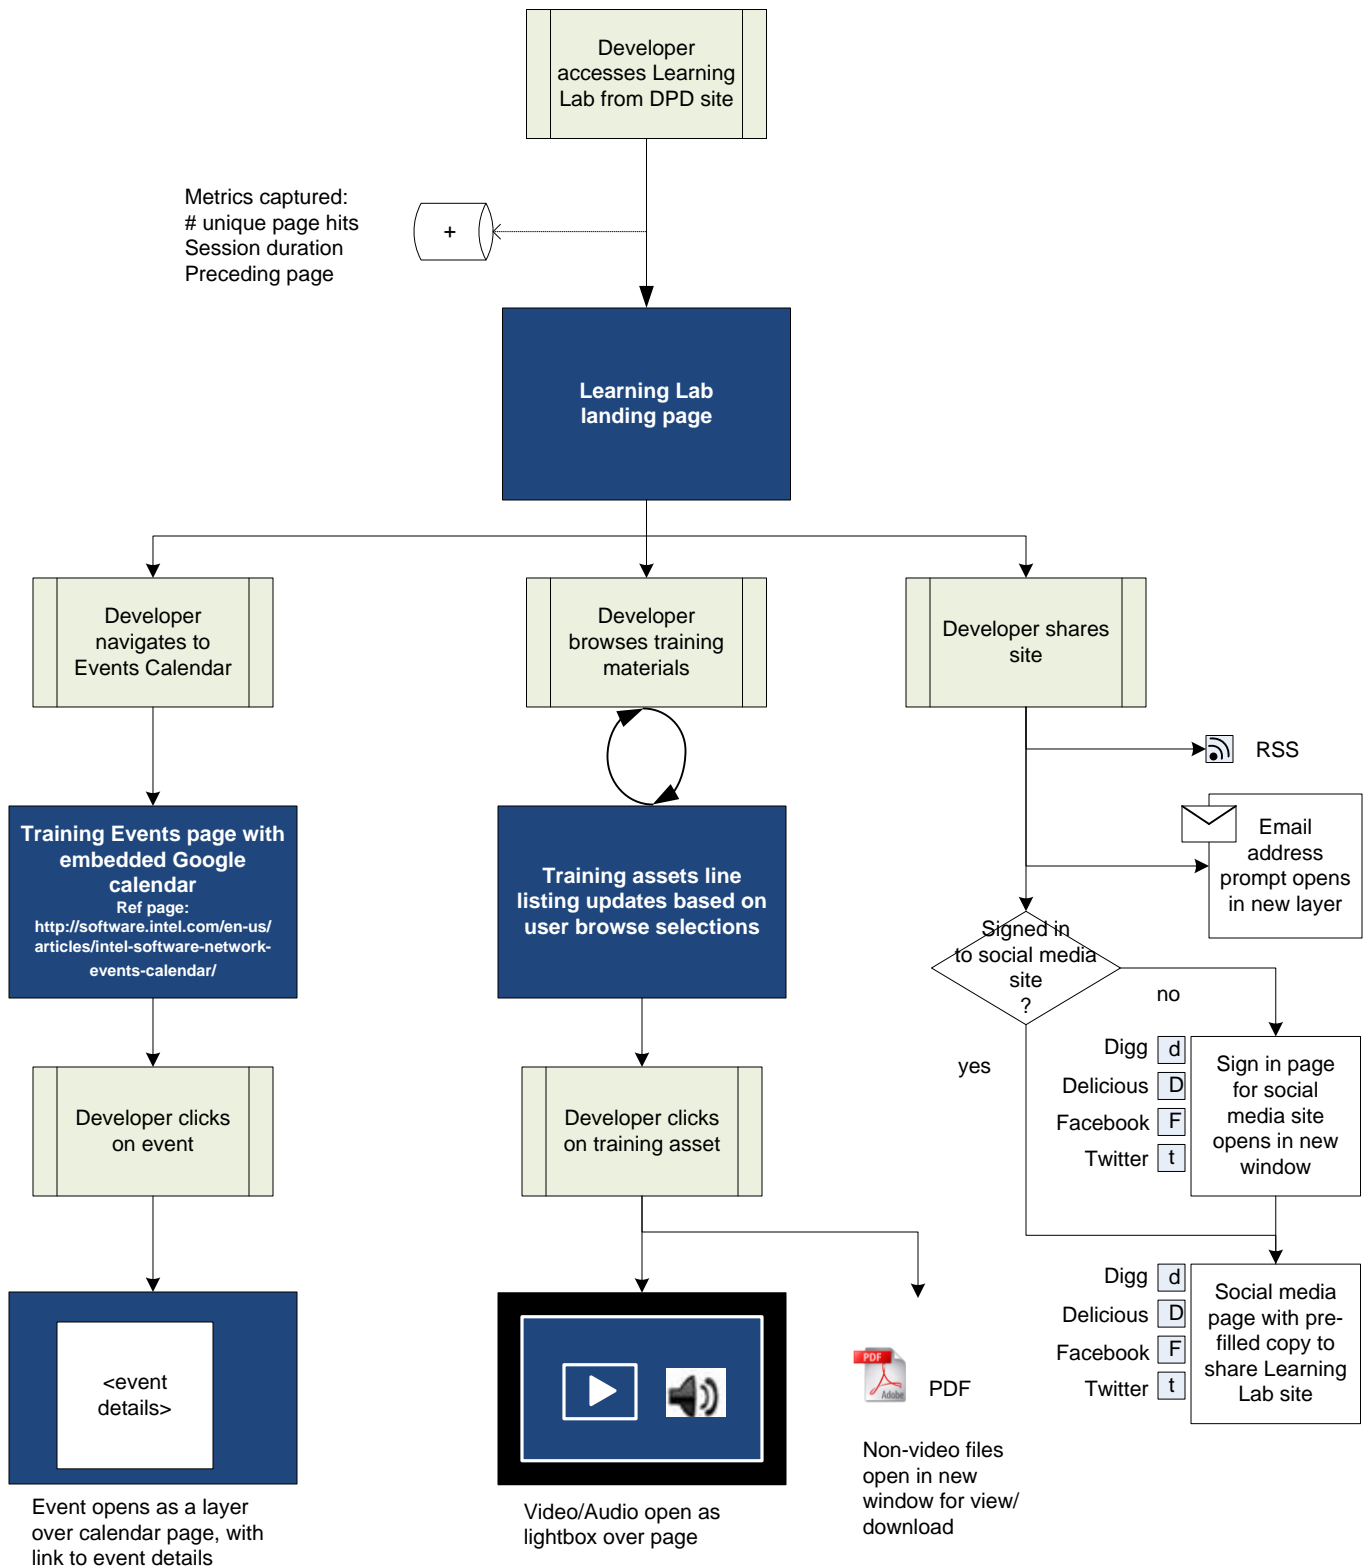 Developer
accesses Learning
Lab from DPD site
Metrics captured:
# unique page hits
Session duration
Preceding page
+
Learning Lab
landing page
Developer
navigates to
Events Calendar
Developer
browses training
materials
Developer shares
site
RSS
Email
address
prompt opens
in new layer
Training Events page with
embedded Google
calendar
Ref page:
http://software.intel.com/en-us/
articles/intel-software-network-
events-calendar/
Training assets line
listing updates based on
user browse selections
Signed in
to social media
site
?
no
yes
Digg d
Delicious D
Facebook F
Twitter t
Sign in page
for social
media site
opens in new
window
Developer clicks
on event
Developer clicks
on training asset
Digg d
Delicious D
Facebook F
Twitter t
Social media
page with pre-
filled copy to
share Learning
Lab site
<event
details>
PDF
Adobe
PDF
Non-video files
open in new
window for view/
download
Event opens as a layer
over calendar page, with
link to event details
Video/Audio open as
lightbox over page